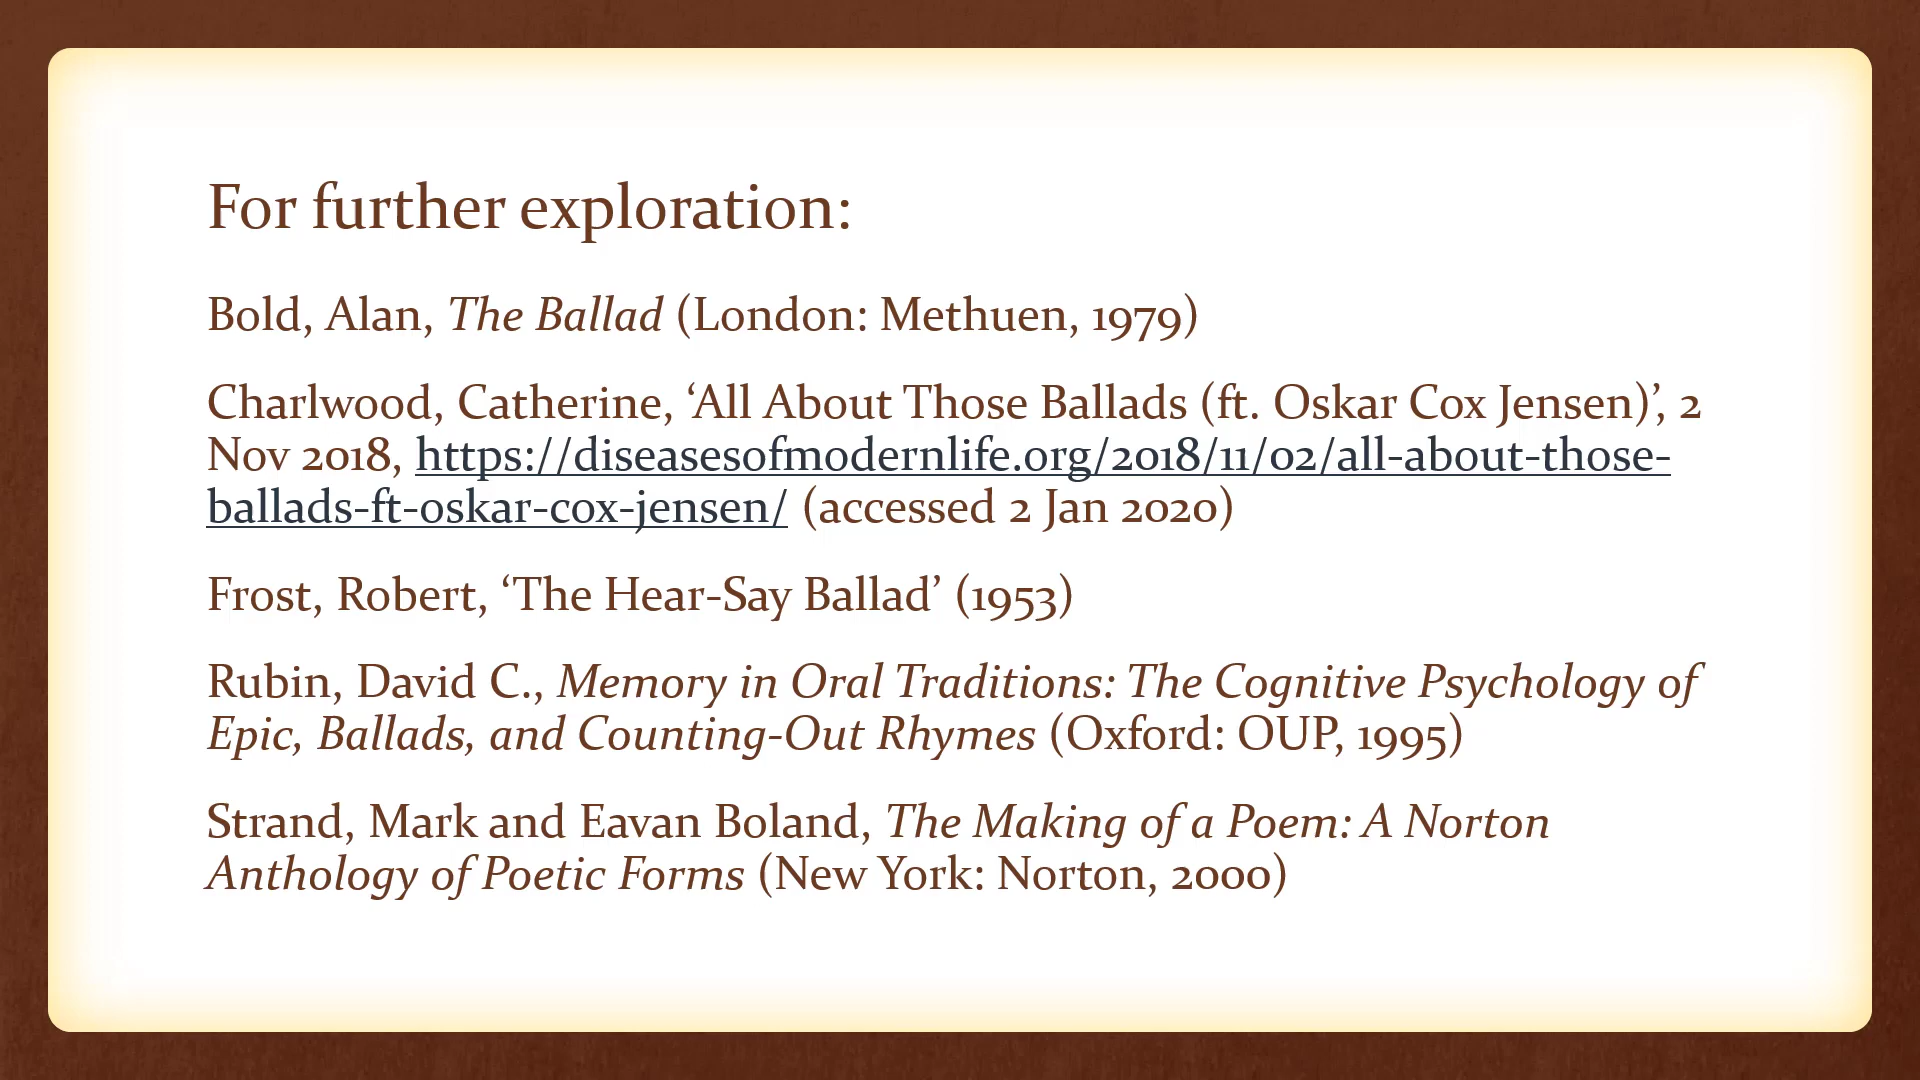 For further exploration:
Bold, Alan, The Ballad (London: Methuen, 1979)
Charlwood, Catherine, ‘All About Those Ballads (ft. Oskar Cox Jensen)’, 2
Nov 2018, https://diseasesofmodernlife.org/2018/11/02/all-about-those-
ballads-ft-oskar-cox-jensen/ (accessed 2 Jan 2020)
Frost, Robert, ‘The Hear-Say Ballad’ (1953)
Rubin, David C., Memory in Oral Traditions: The Cognitive Psychology of
Epic, Ballads, and Counting-Out Rhymes (Oxford: OUP, 1995)
Strand, Mark and Eavan Boland, The Making of a Poem: A Norton
Anthology of Poetic Forms (New York: Norton, 2000)